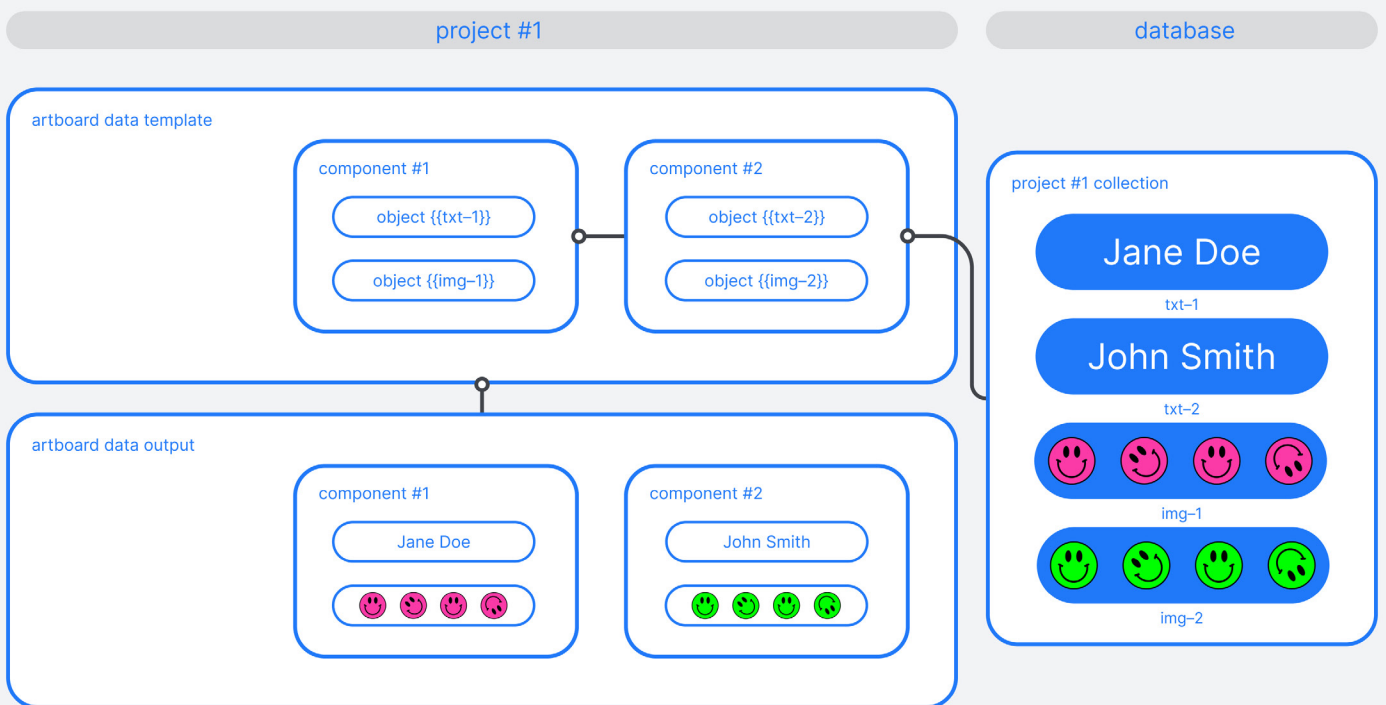 project #1
database
artboard data template
component #1
object {{txt–1}}
object {{img–1}}
component #2
object {{txt–2}}
object {{img–2}}
artboard data output
component #1
Jane Doe
component #2
John Smith
project #1 collection
Jane Doe
txt–1
John Smith
txt–2
img–1
img–2